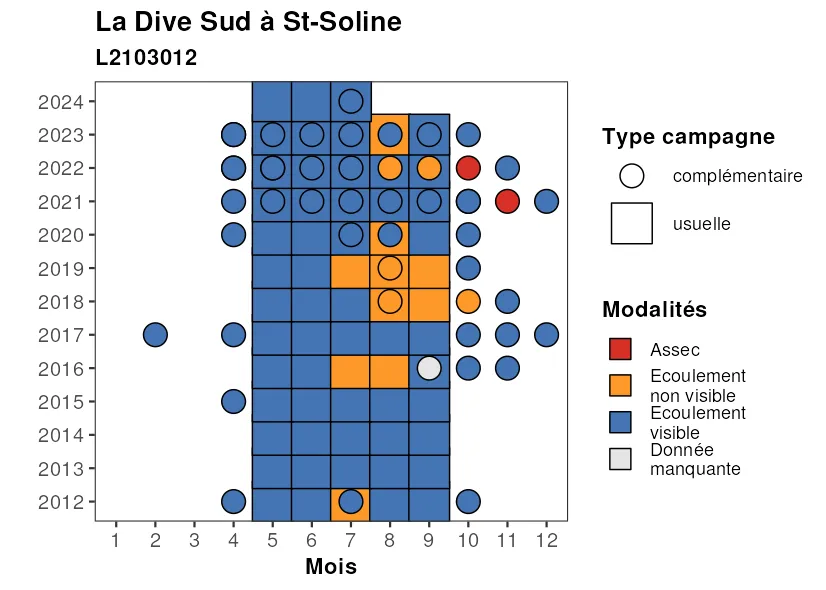 La Dive Sud à St-Soline
L2103012
2024
2023
2022
2021
2020
2019
2018
2017
2016
2015
2014
2013
2012
1 2 3 4 5 6 7 8 9 10 11 12
Mois
Type campagne
complémentaire
usuelle
Modalités
Assec
Ecoulement
non visible
Ecoulement
visible
Donnée
manquante